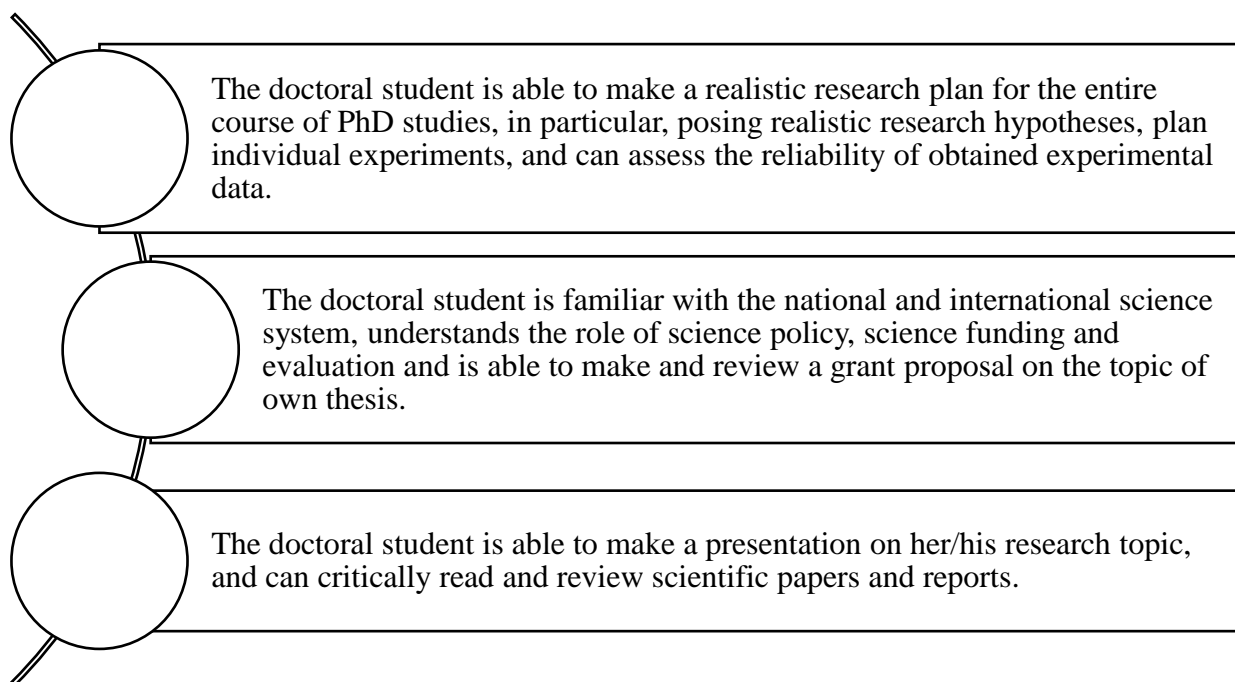 The doctoral student is able to make a realistic research plan for the entire
course of PhD studies, in particular, posing realistic research hypotheses, plan
individual experiments, and can assess the reliability of obtained experimental
data.
The doctoral student is familiar with the national and international science
system, understands the role of science policy, science funding and
evaluation and is able to make and review a grant proposal on the topic of
own thesis.
The doctoral student is able to make a presentation on her/his research topic,
and can critically read and review scientific papers and reports.